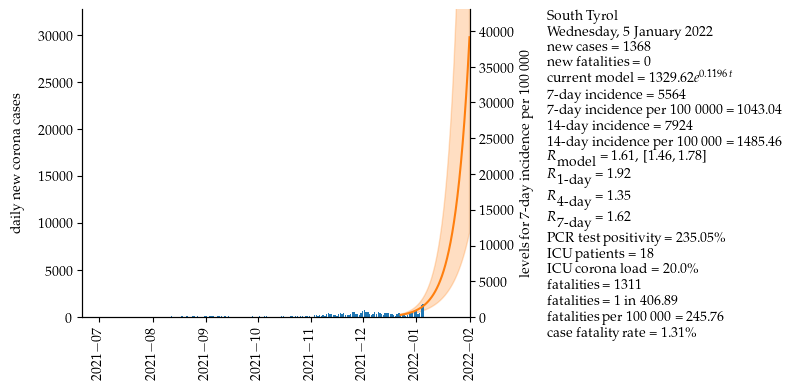 30000
25000
20000
15000
10000
5000
0
daily new corona cases
40000
35000
30000
25000
20000
15000
10000
5000
0
levels for 7-day incidence per 100 000
2021−07
2021−08
2021−09
2021−10
2021−11
2021−12
2022−01
2022−02
South Tyrol
Wednesday, 5 January 2022
new cases = 1368
new fatalities = 0
current model = 1329.62e^0.1196 t
7-day incidence = 5564
7-day incidence per 100 0000 = 1043.04
14-day incidence = 7924
14-day incidence per 100 000 = 1485.46
R model = 1.61, [1.46, 1.78]
R 1-day = 1.92
R 4-day = 1.35
R 7-day = 1.62
PCR test positivity = 235.05%
ICU patients = 18
ICU corona load = 20.0%
fatalities = 1311
fatalities = 1 in 406.89
fatalities per 100 000 = 245.76
case fatality rate = 1.31%